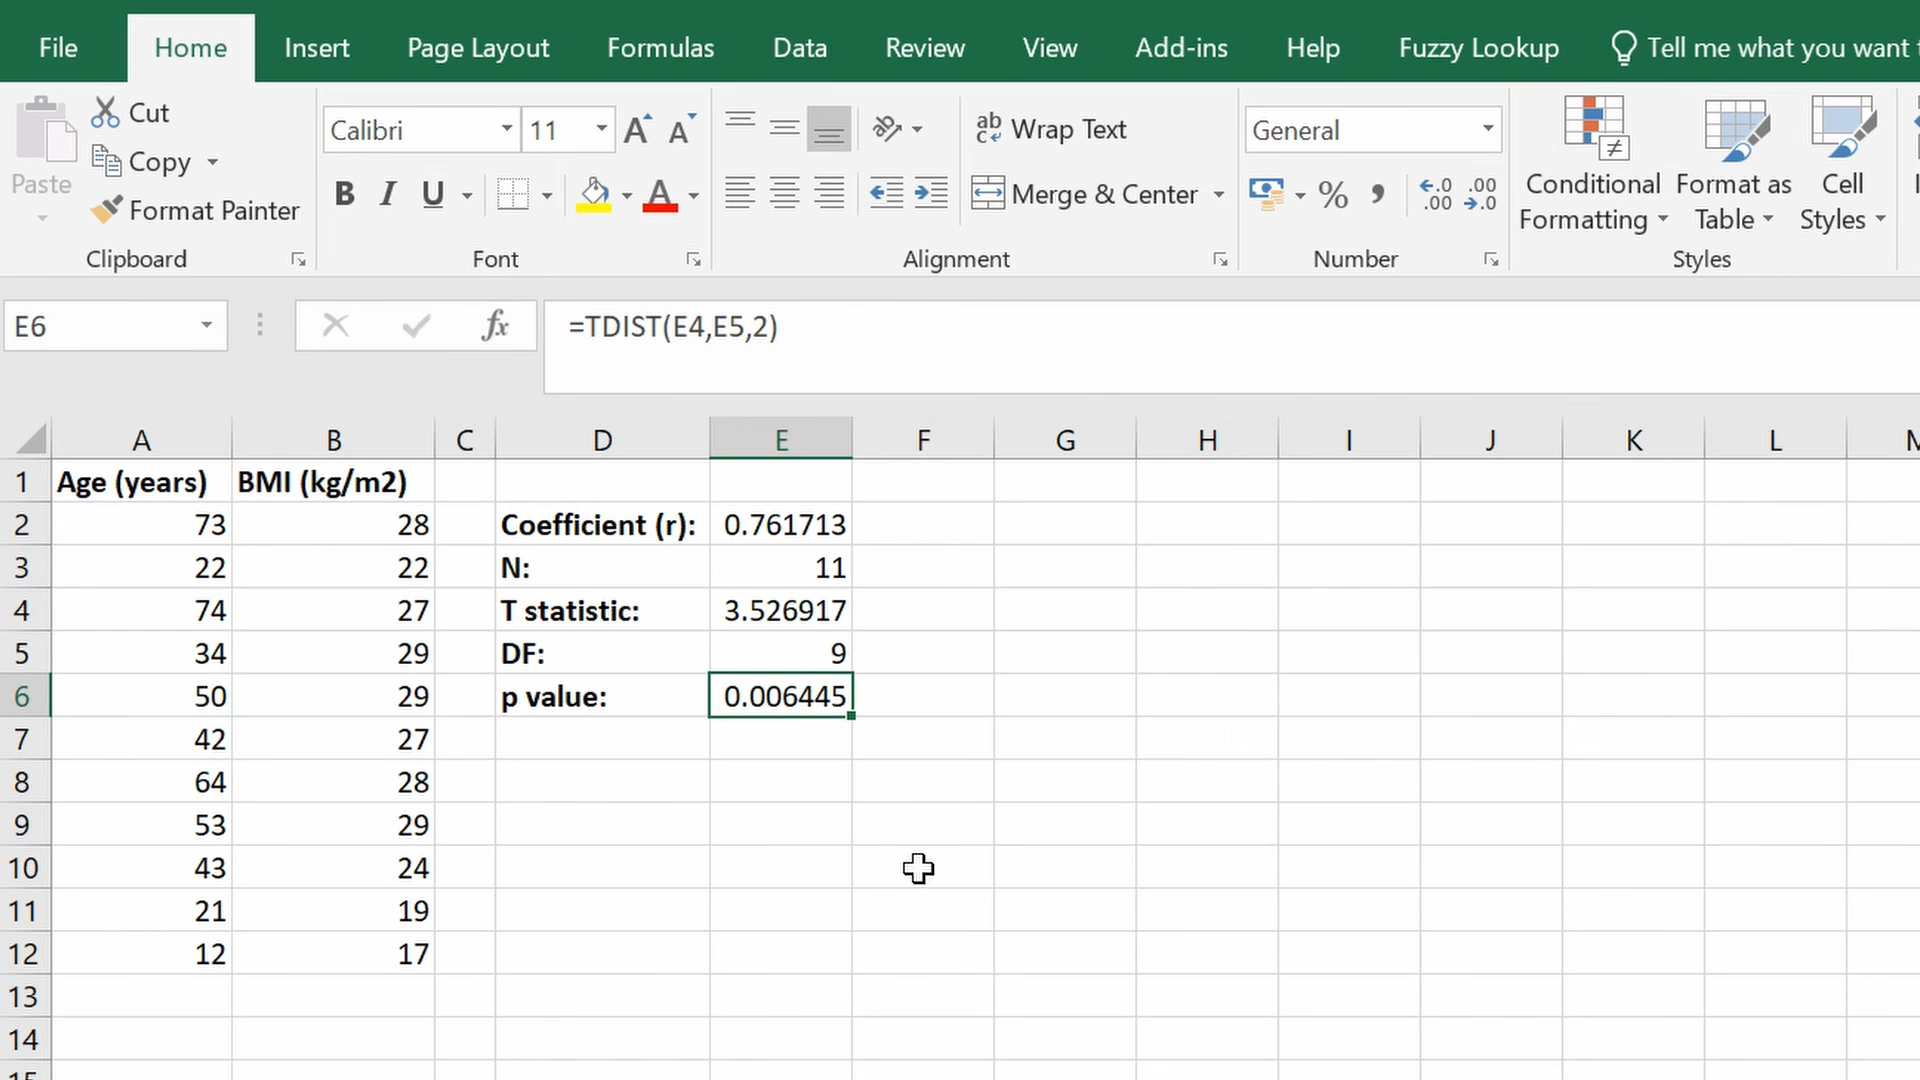 File Home Insert Page Layout Formulas Data Review View Add-ins Help Fuzzy Lookup Tell me what you want
Paste
Cut
Copy
Format Painter
Clipboard
Calibri 11
B I U
Font
Wrap Text
Merge & Center
Alignment
General
Number
Conditional Formatting
Format as Table
Cell Styles
Styles
E6 fx =TDIST(E4,E5,2)
A B C D E F G H I J K L
1 Age (years) BMI (kg/m2)
2 73 28 Coefficient (r): 0.761713
3 22 22 N: 11
4 74 27 T statistic: 3.526917
5 34 29 DF: 9
6 50 29 p value: 0.006445
7 42 27
8 64 28
9 53 29
10 43 24
11 21 19
12 12 17
13
14